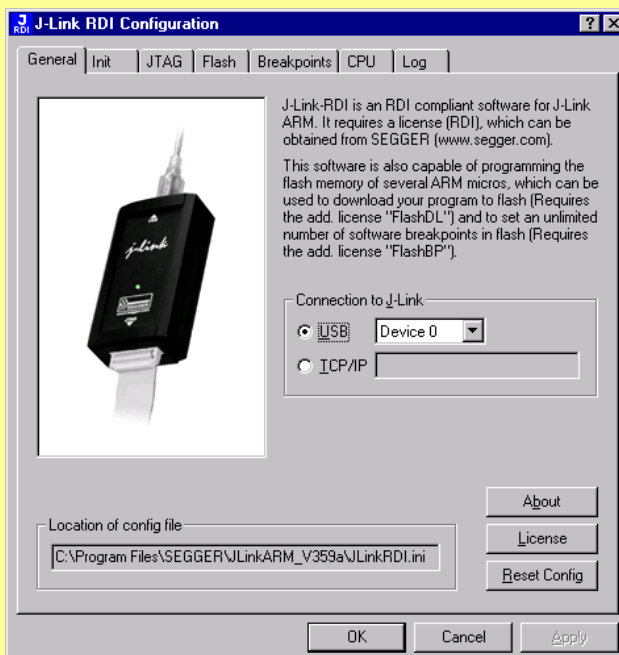 J RDI J-Link RDI Configuration
General Init JTAG Flash Breakpoints CPU Log
J-Link-RDI is an RDI compliant software for J-Link
ARM. It requires a license (RDI), which can be
obtained from SEGGER (www.segger.com).
This software is also capable of programming the
flash memory of several ARM micros, which can be
used to download your program to flash (Requires
the add. license "FlashDL") and to set an unlimited
number of software breakpoints in flash (Requires
the add. license "FlashBP").
j-link
Connection to J-Link
USB Device 0
TCP/IP
About
Location of config file
License
C:\Program Files\SEGGER\JLinkARM_V359a\JLinkRDI.ini
Reset Config
OK Cancel Apply